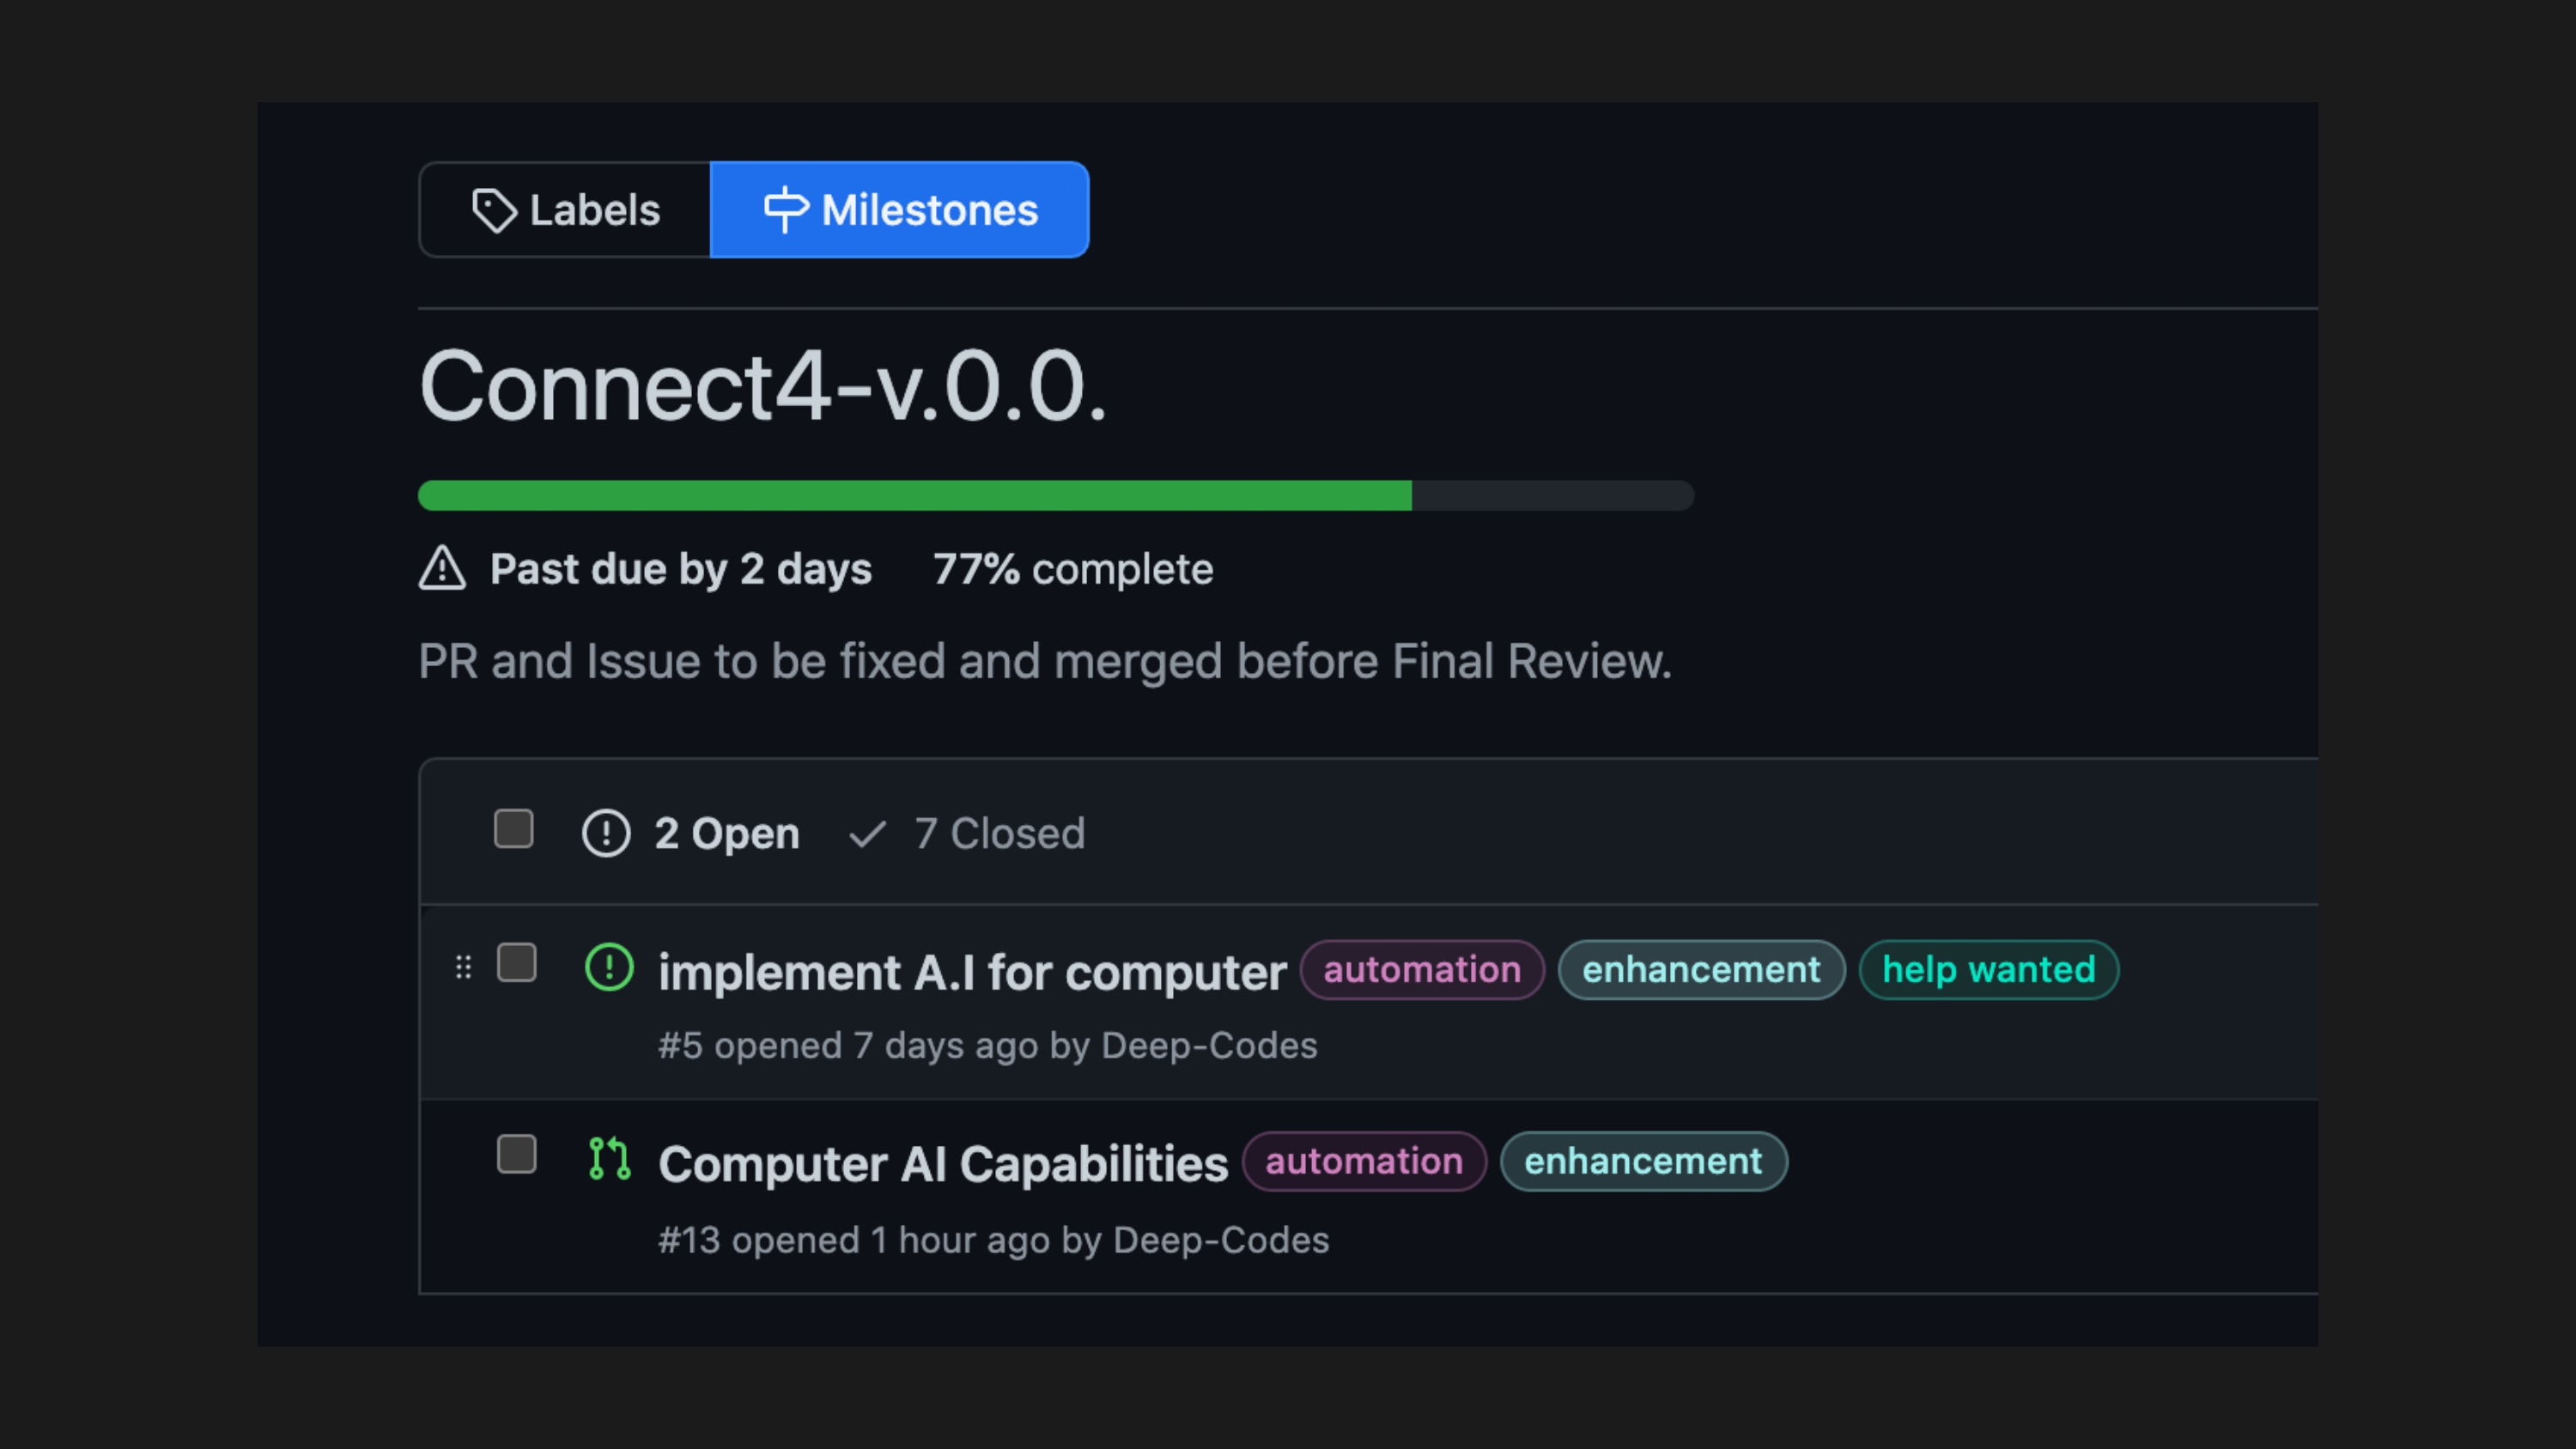 Labels Milestones
Connect4-v.0.0.
Past due by 2 days 77% complete
PR and Issue to be fixed and merged before Final Review.
2 Open 7 Closed
implement A.I for computer automation enhancement help wanted
#5 opened 7 days ago by Deep-Codes
Computer AI Capabilities automation enhancement
#13 opened 1 hour ago by Deep-Codes